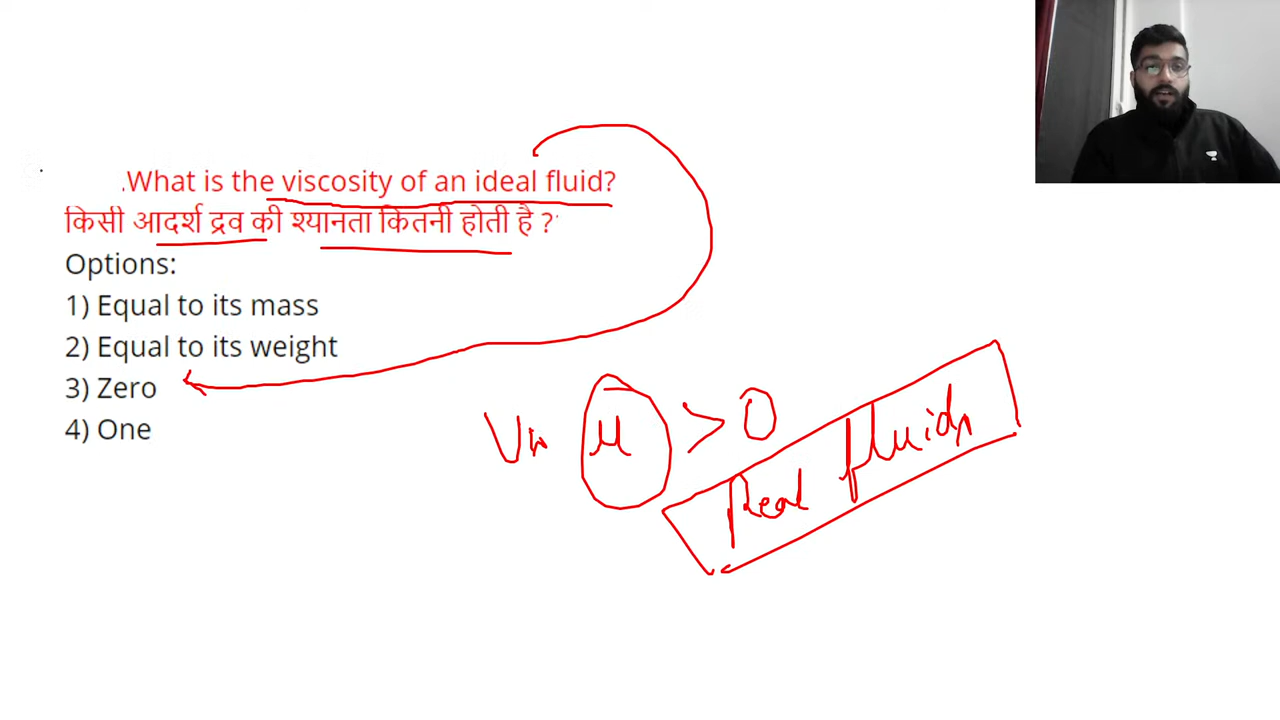 .What is the viscosity of an ideal fluid?
किसी आदर्श द्रव की श्यानता कितनी होती है ?
Options:
1) Equal to its mass
2) Equal to its weight
3) Zero
4) One
μ > 0
Real fluids